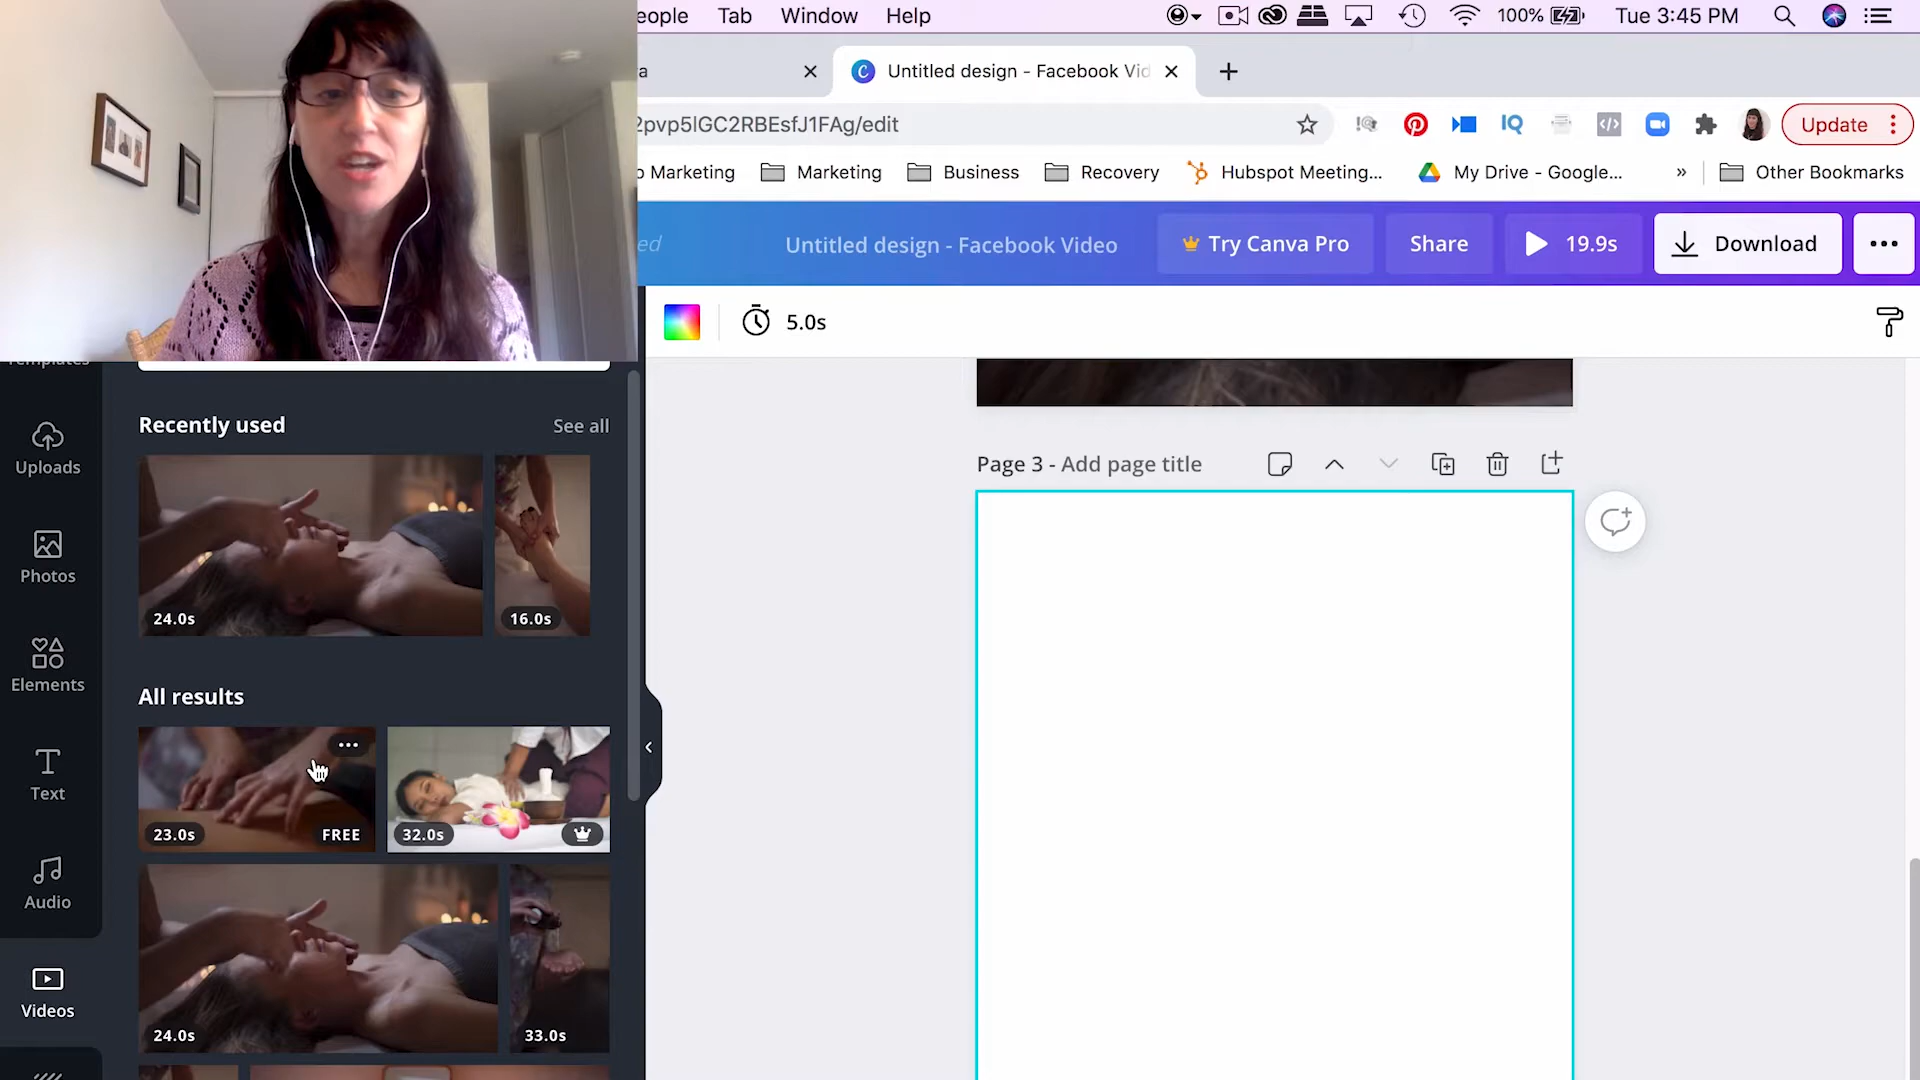 eople Tab Window Help 100% Tue 3:45 PM
a
Untitled design - Facebook Vid
2pvp5lGC2RBEsfJ1FAg/edit
Update
o Marketing Marketing Business Recovery Hubspot Meeting... My Drive - Google... » Other Bookmarks
ed Untitled design - Facebook Video Try Canva Pro Share 19.9s Download
5.0s
Templates
Recently used See all
Uploads
Page 3 - Add page title
Photos
24.0s 16.0s
Elements
All results
Text
23.0s FREE 32.0s
Audio
Videos
24.0s 33.0s